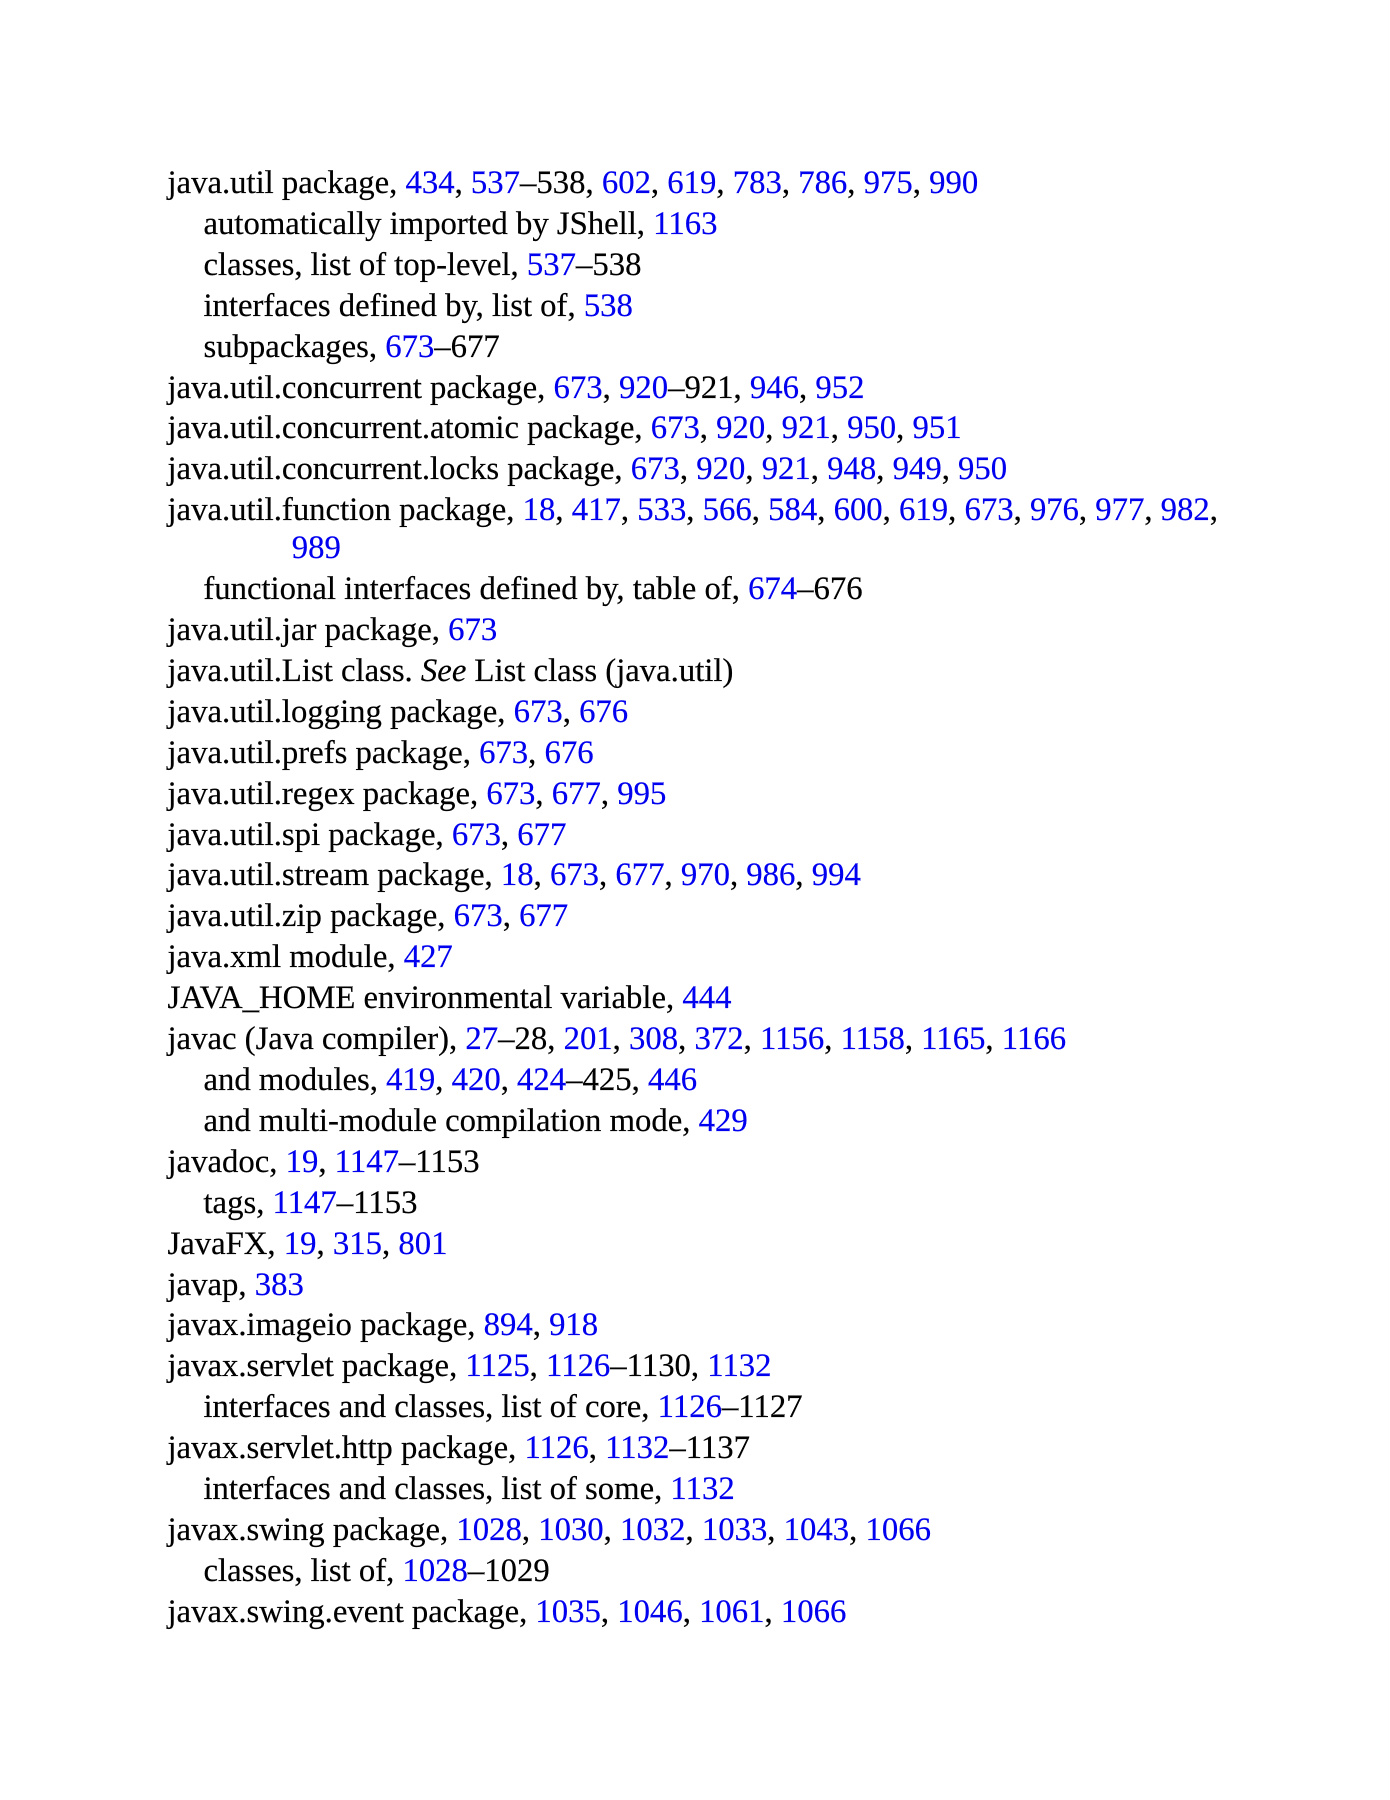 java.util package, 434, 537–538, 602, 619, 783, 786, 975, 990
automatically imported by JShell, 1163
classes, list of top-level, 537–538
interfaces defined by, list of, 538
subpackages, 673–677
java.util.concurrent package, 673, 920–921, 946, 952
java.util.concurrent.atomic package, 673, 920, 921, 950, 951
java.util.concurrent.locks package, 673, 920, 921, 948, 949, 950
java.util.function package, 18, 417, 533, 566, 584, 600, 619, 673, 976, 977, 982,
989
functional interfaces defined by, table of, 674–676
java.util.jar package, 673
java.util.List class. See List class (java.util)
java.util.logging package, 673, 676
java.util.prefs package, 673, 676
java.util.regex package, 673, 677, 995
java.util.spi package, 673, 677
java.util.stream package, 18, 673, 677, 970, 986, 994
java.util.zip package, 673, 677
java.xml module, 427
JAVA_HOME environmental variable, 444
javac (Java compiler), 27–28, 201, 308, 372, 1156, 1158, 1165, 1166
and modules, 419, 420, 424–425, 446
and multi-module compilation mode, 429
javadoc, 19, 1147–1153
tags, 1147–1153
JavaFX, 19, 315, 801
javap, 383
javax.imageio package, 894, 918
javax.servlet package, 1125, 1126–1130, 1132
interfaces and classes, list of core, 1126–1127
javax.servlet.http package, 1126, 1132–1137
interfaces and classes, list of some, 1132
javax.swing package, 1028, 1030, 1032, 1033, 1043, 1066
classes, list of, 1028–1029
javax.swing.event package, 1035, 1046, 1061, 1066